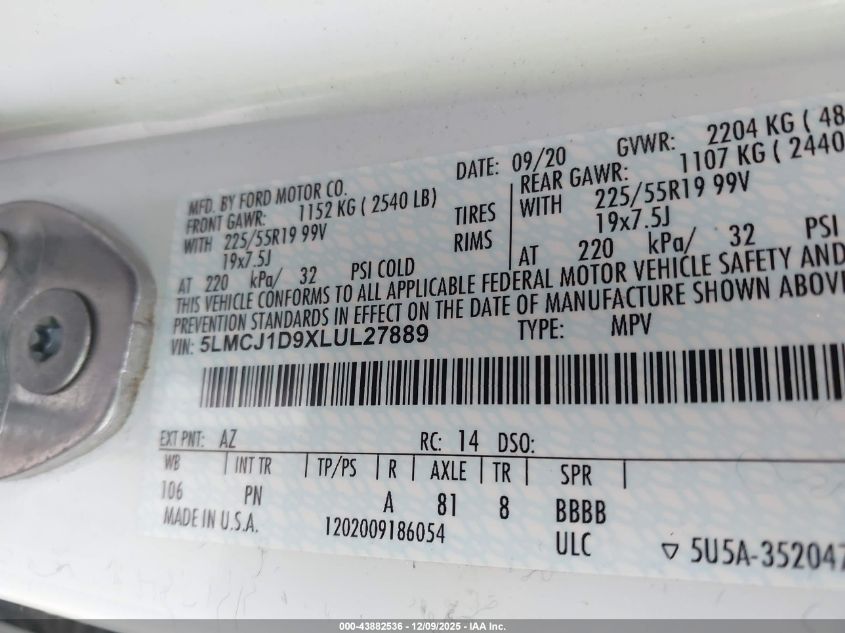 DATE: 09/20 GVWR: 2204 KG ( 48
MFD. BY FORD MOTOR CO.
FRONT GAWR: 1152 KG ( 2540 LB) REAR GAWR: 1107 KG ( 2440
WITH 225/55R19 99V TIRES WITH 225/55R19 99V
19x7.5J RIMS 19x7.5J
AT 220 kPa/ 32 PSI COLD AT 220 kPa/ 32 PSI
THIS VEHICLE CONFORMS TO ALL APPLICABLE FEDERAL MOTOR VEHICLE SAFETY AND
PREVENTION STANDARDS IN EFFECT ON THE DATE OF MANUFACTURE SHOWN ABOVE
VIN: 5LMCJ1D9XLUL27889 TYPE: MPV
EXT PNT: AZ RC: 14 DSO:
WB INT TR TP/PS R AXLE TR SPR
106 PN A 81 8 BBBB
MADE IN U.S.A. 1202009186054 ULC
5U5A-352047
000-43882536 - 12/09/2025 - IAA Inc.